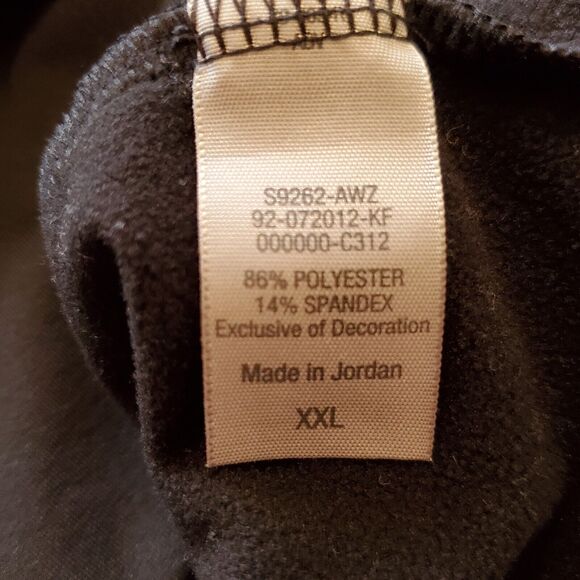 S9262-AWZ
92-072012-KF
000000-C312
86% POLYESTER
14% SPANDEX
Exclusive of Decoration
Made in Jordan
XXL